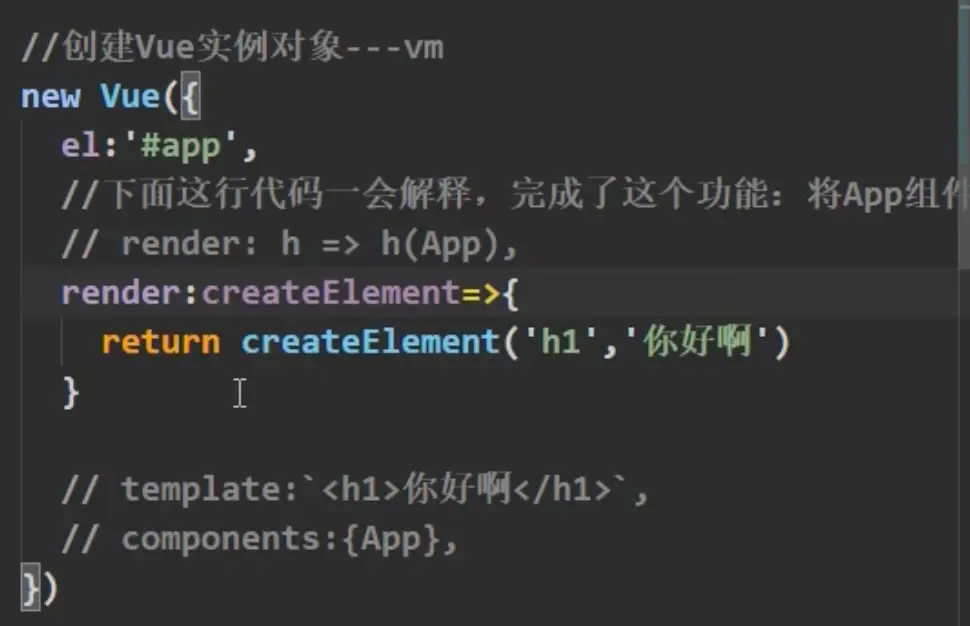 //创建Vue实例对象---vm
new Vue({
el:'#app',
//下面这行代码一会解释，完成了这个功能：将App组件
// render: h => h(App),
render:createElement=>{
return createElement('h1','你好啊')
}
// template:`<h1>你好啊</h1>`,
// components:{App},
})